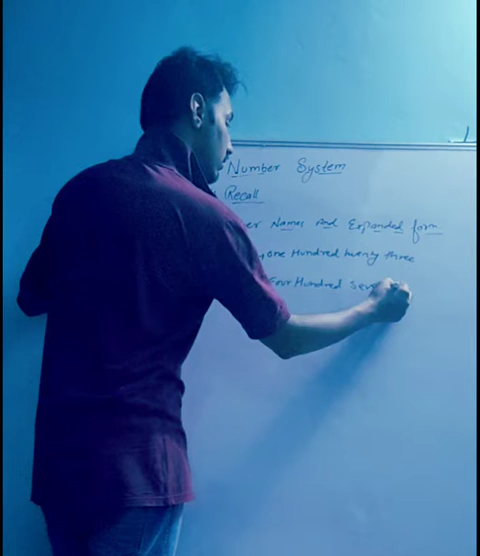 Number System
Recall
Names And Expanded form
one Hundred twenty three
Four Hundred